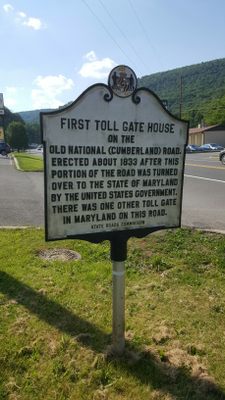 FIRST TOLL GATE HOUSE
ON THE
OLD NATIONAL (CUMBERLAND) ROAD.
ERECTED ABOUT 1833 AFTER THIS
PORTION OF THE ROAD WAS TURNED
OVER TO THE STATE OF MARYLAND
BY THE UNITED STATES GOVERNMENT.
THERE WAS ONE OTHER TOLL GATE
IN MARYLAND ON THIS ROAD.
STATE ROADS COMMISSION